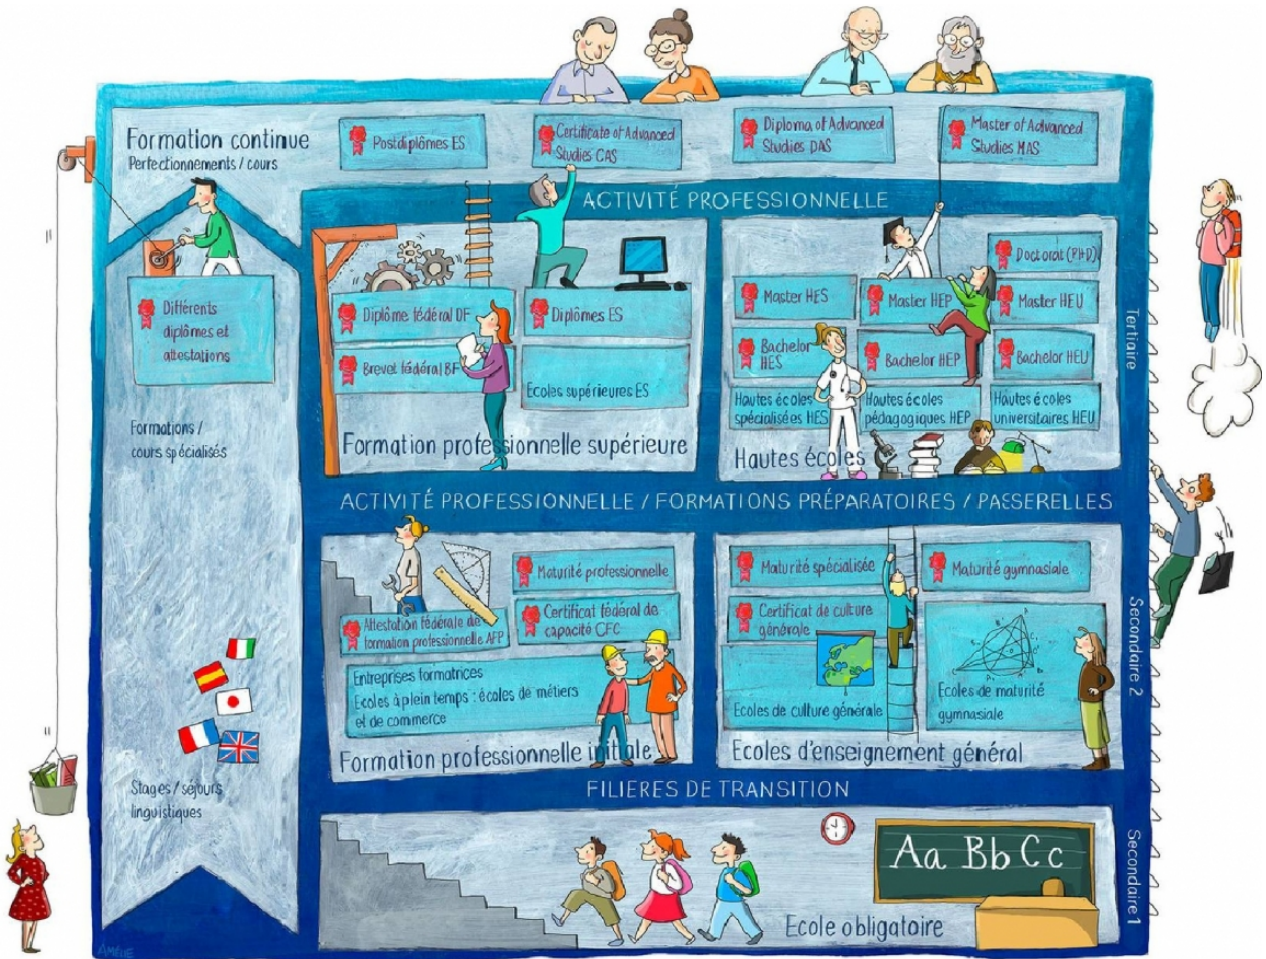 Formation continue
Perfectionnements / cours
Postdiplômes ES
Certificate of Advanced
Studies CAS
Diploma of Advanced
Studies DAS
Master of Advanced
Studies MAS
ACTIVITÉ PROFESSIONNELLE
Différents
diplômes et
attestations
Formations /
cours spécialisés
Stages / séjours
linguistiques
Diplôme fédéral DF
Brevet fédéral BF
Diplômes ES
Ecoles supérieures ES
Formation professionnelle supérieure
Doctorat (PHD)
Master HES
Master HEP
Master HEU
Bachelor
HES
Bachelor HEP
Bachelor HEU
Hautes écoles
spécialisées HES
Hautes écoles
pédagogiques HEP
Hautes écoles
universitaires HEU
Hautes écoles
Tertiaire
ACTIVITÉ PROFESSIONNELLE / FORMATIONS PRÉPARATOIRES / PASSERELLES
Maturité professionnelle
Attestation fédérale de
formation professionnelle AFP
Certificat fédéral de
capacité CFC
Entreprises formatrices
Ecoles à plein temps : écoles de métiers
et de commerce
Formation professionnelle initiale
Maturité spécialisée
Certificat de culture
générale
Ecoles de culture générale
Maturité gymnasiale
Ecoles de maturité
gymnasiale
Ecoles d'enseignement général
Secondaire 2
FILIERES DE TRANSITION
Aa Bb Cc
Ecole obligatoire
Secondaire 1